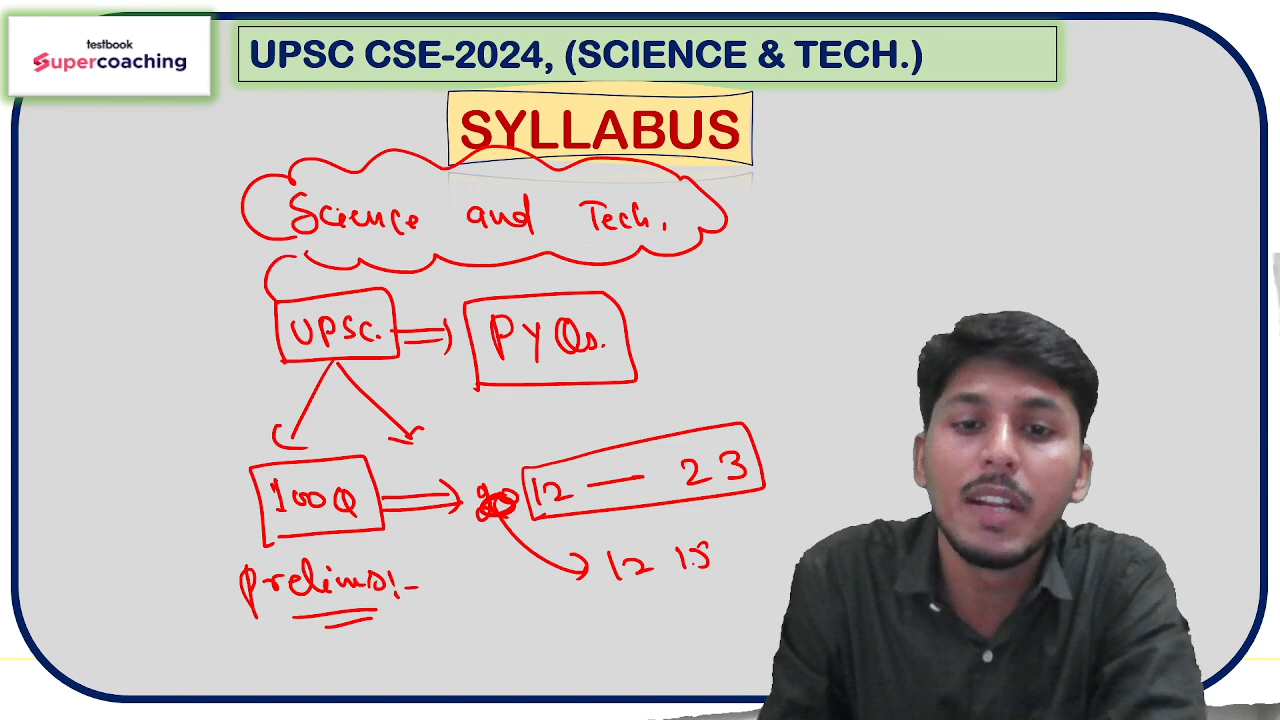 testbook
Supercoaching
UPSC CSE-2024, (SCIENCE & TECH.)
SYLLABUS
Science and Tech.
UPSC.
PYQs.
100Q
12 — 23
12 15
prelims:-